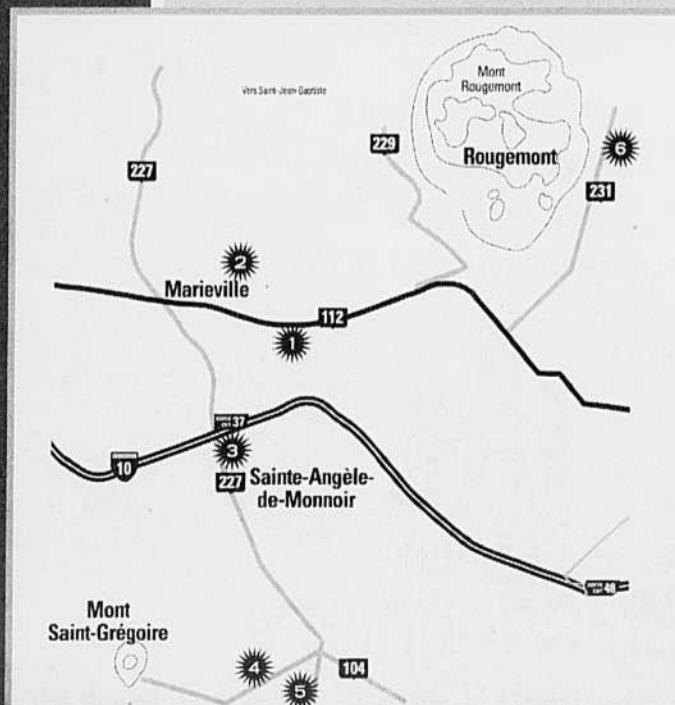 Mont
Rougemont
Vers Saint-Jean-Baptiste
229
Rougemont
6
227
231
2
Marieville
112
1
37
3
10
Sainte-Angèle-
de-Monnoir
227
48
Mont
Saint-Grégoire
4
104
5